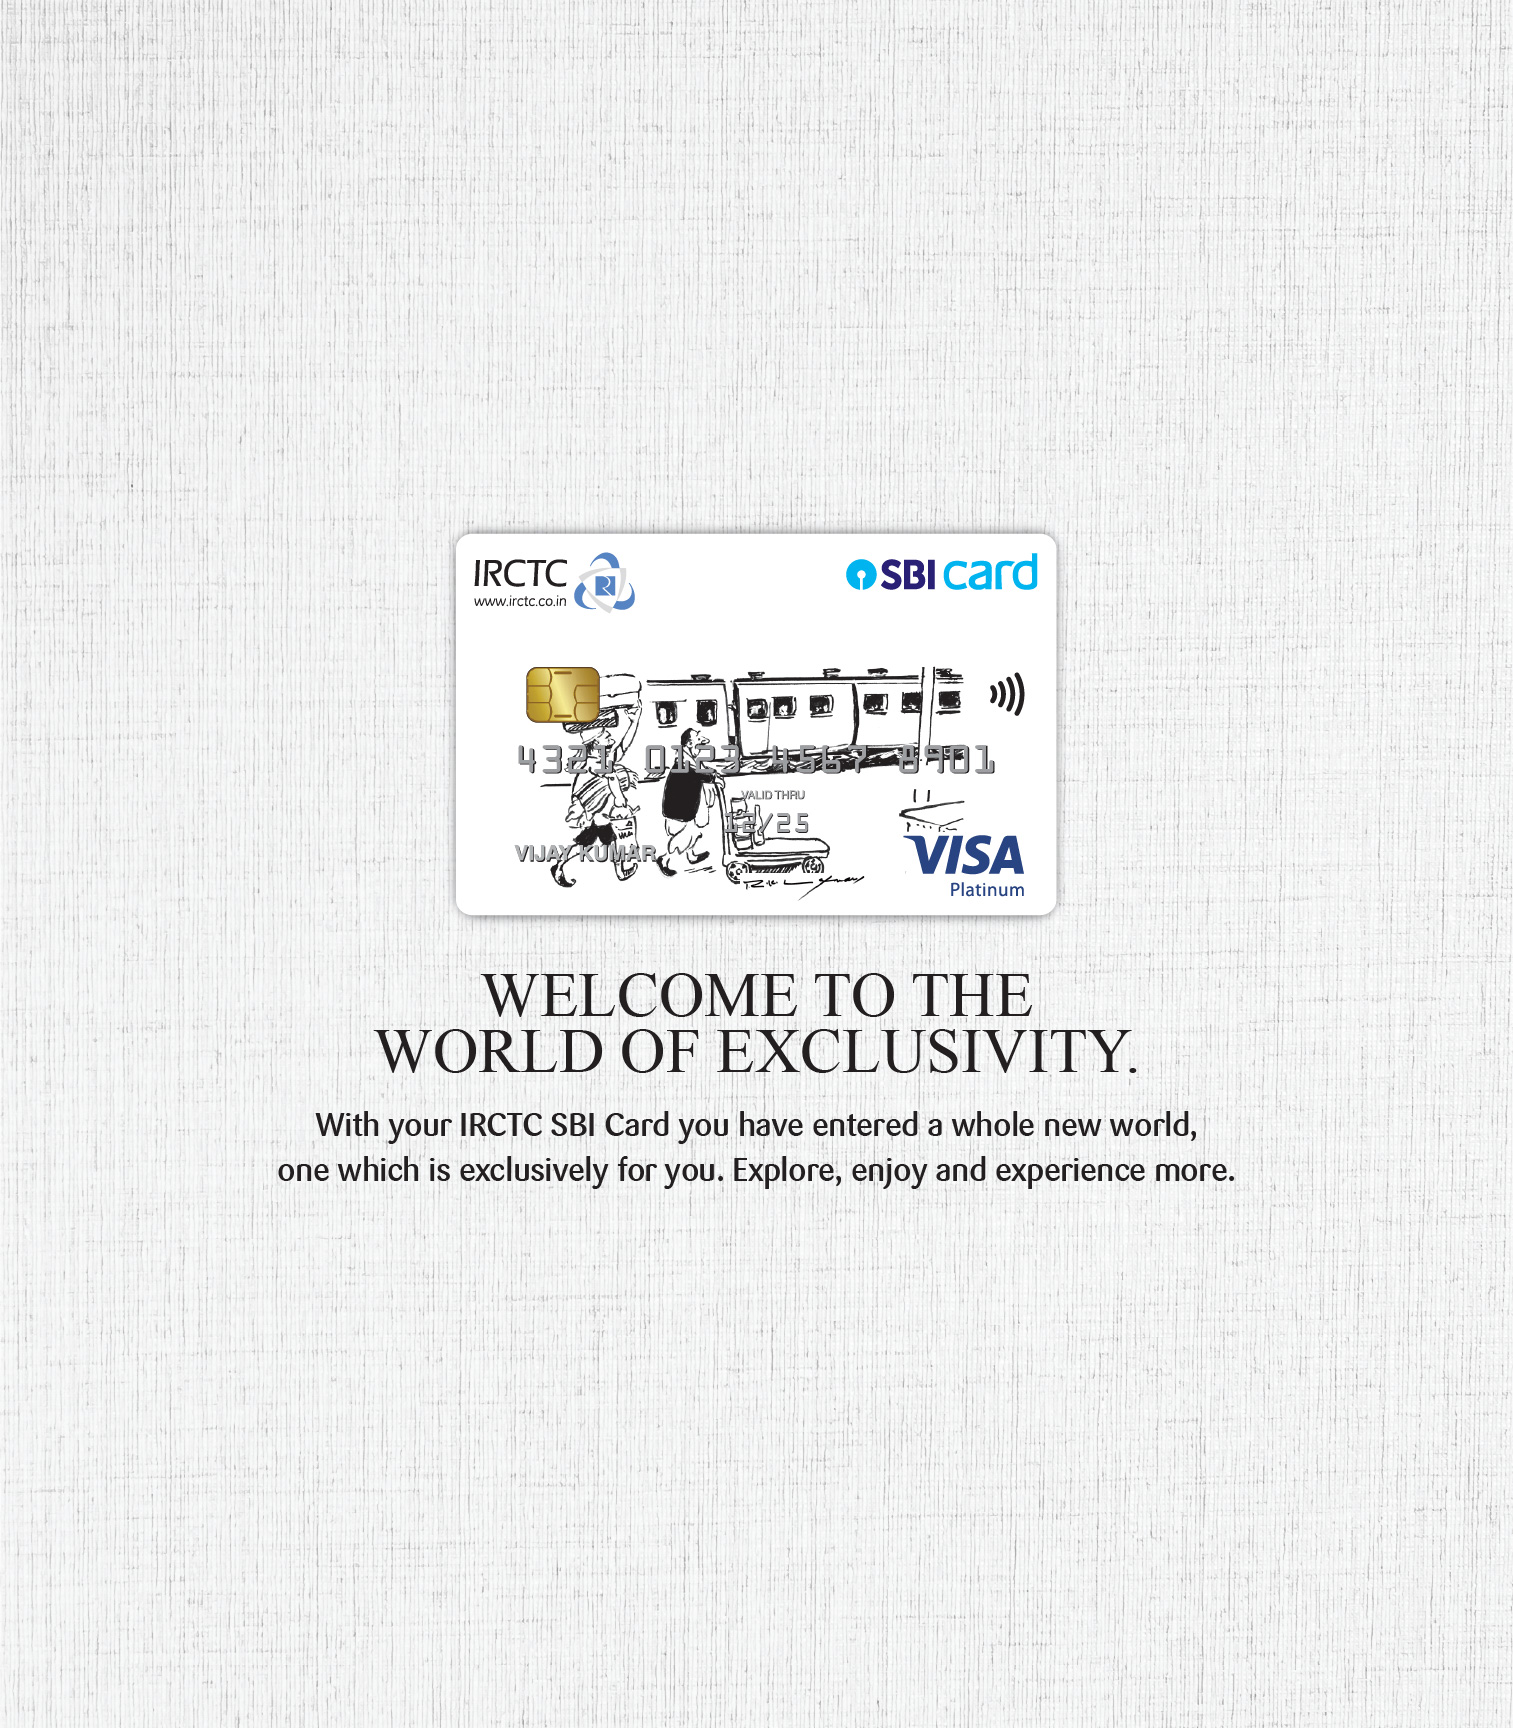 IRCTC
www.irctc.co.in
SBI card
4321 0123 4567 8901
VALID THRU
12/25
VIJAY KUMAR
VISA
Platinum
WELCOME TO THE
WORLD OF EXCLUSIVITY.
With your IRCTC SBI Card you have entered a whole new world,
one which is exclusively for you. Explore, enjoy and experience more.